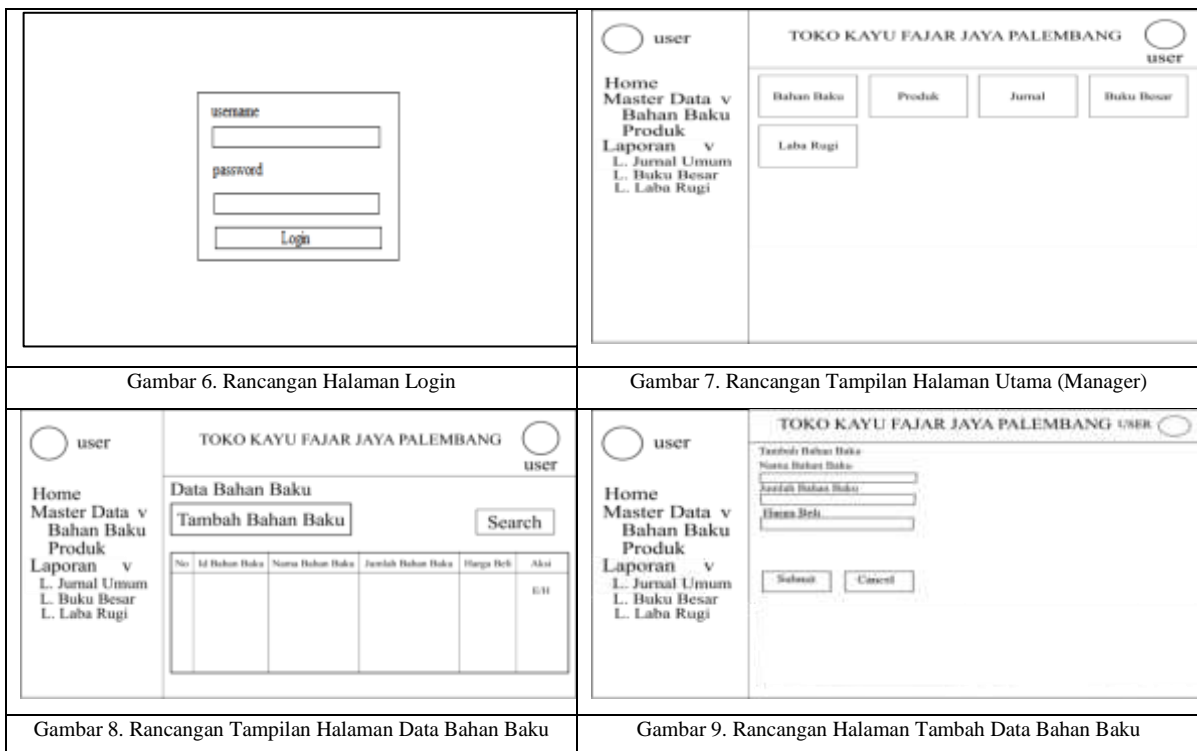 username
password
Login
Gambar 6. Rancangan Halaman Login
user
TOKO KAYU FAJAR JAYA PALEMBANG
user
Home
Master Data v
Bahan Baku
Produk
Laporan v
L. Jurnal Umum
L. Buku Besar
L. Laba Rugi
Bahan Baku
Produk
Jurnal
Buku Besar
Laba Rugi
Gambar 7. Rancangan Tampilan Halaman Utama (Manager)
user
TOKO KAYU FAJAR JAYA PALEMBANG
user
Home
Master Data v
Bahan Baku
Produk
Laporan v
L. Jurnal Umum
L. Buku Besar
L. Laba Rugi
Data Bahan Baku
Tambah Bahan Baku
Search
No Id Bahan Baku Nama Bahan Baku Jumlah Bahan Baku Harga Beli Aksi
E/H
Gambar 8. Rancangan Tampilan Halaman Data Bahan Baku
user
TOKO KAYU FAJAR JAYA PALEMBANG USER
Home
Master Data v
Bahan Baku
Produk
Laporan v
L. Jurnal Umum
L. Buku Besar
L. Laba Rugi
Tambah Bahan Baku
Nama Bahan Baku
Jumlah Bahan Baku
Harga Beli
Submit
Cancel
Gambar 9. Rancangan Halaman Tambah Data Bahan Baku